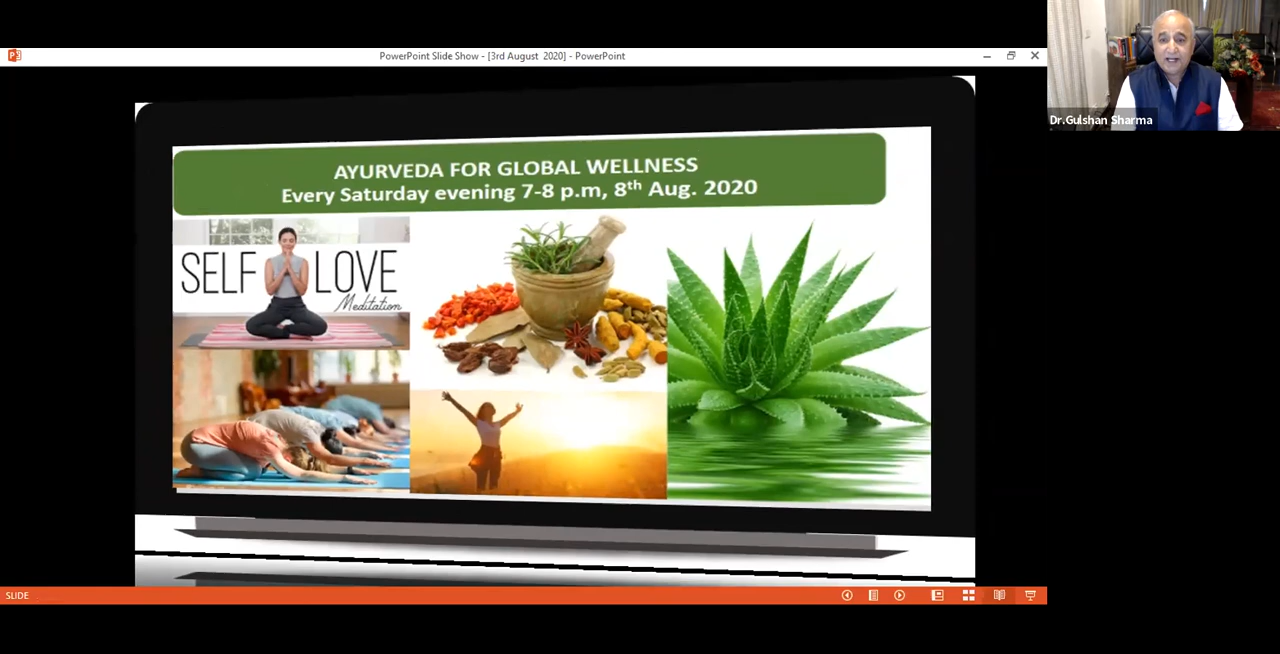 PowerPoint Slide Show - [3rd August 2020] - PowerPoint
Dr.Gulshan Sharma
AYURVEDA FOR GLOBAL WELLNESS
Every Saturday evening 7-8 p.m, 8th Aug. 2020
SELF LOVE
Meditation
SLIDE